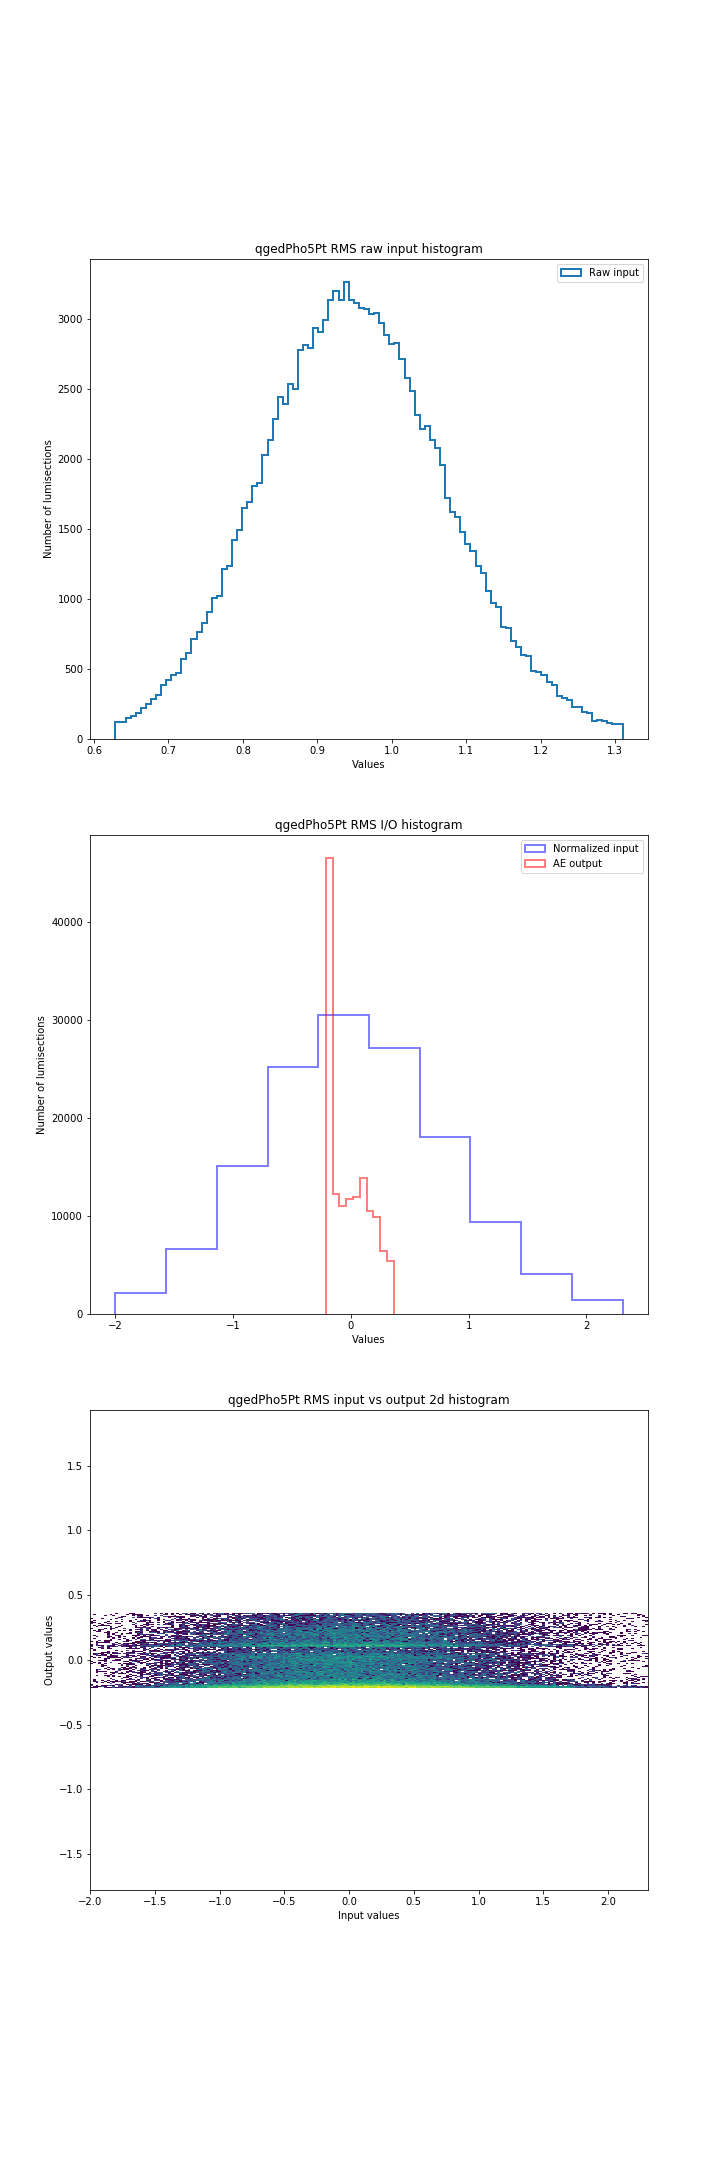 qgedPho5Pt RMS raw input histogram
Raw input
3000
2500
2000
1500
1000
500
0
Number of lumisections
0.6 0.7 0.8 0.9 1.0 1.1 1.2 1.3
Values
qgedPho5Pt RMS I/O histogram
Normalized input
AE output
40000
30000
20000
10000
0
Number of lumisections
−2 −1 0 1 2
Values
qgedPho5Pt RMS input vs output 2d histogram
1.5
1.0
0.5
0.0
−0.5
−1.0
−1.5
Output values
−2.0 −1.5 −1.0 −0.5 0.0 0.5 1.0 1.5 2.0
Input values